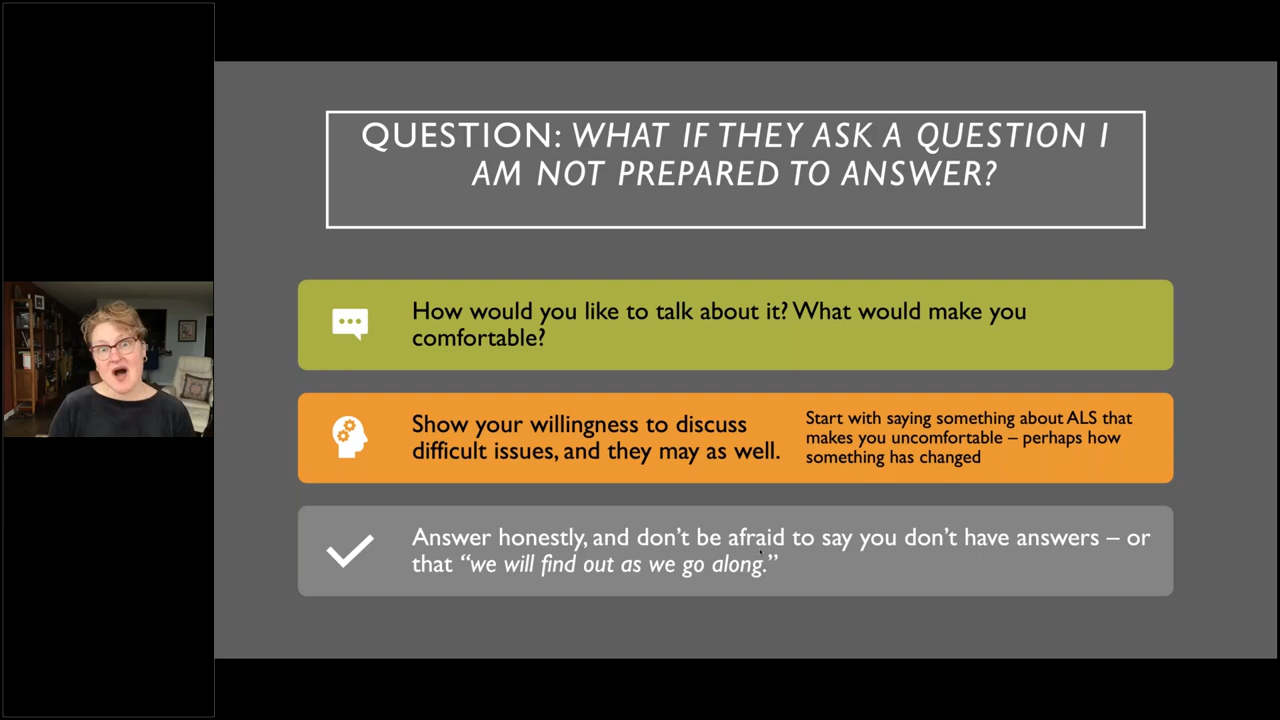 QUESTION: WHAT IF THEY ASK A QUESTION I
AM NOT PREPARED TO ANSWER?
How would you like to talk about it? What would make you
comfortable?
Show your willingness to discuss
difficult issues, and they may as well.
Start with saying something about ALS that
makes you uncomfortable – perhaps how
something has changed
Answer honestly, and don’t be afraid to say you don’t have answers – or
that “we will find out as we go along.”